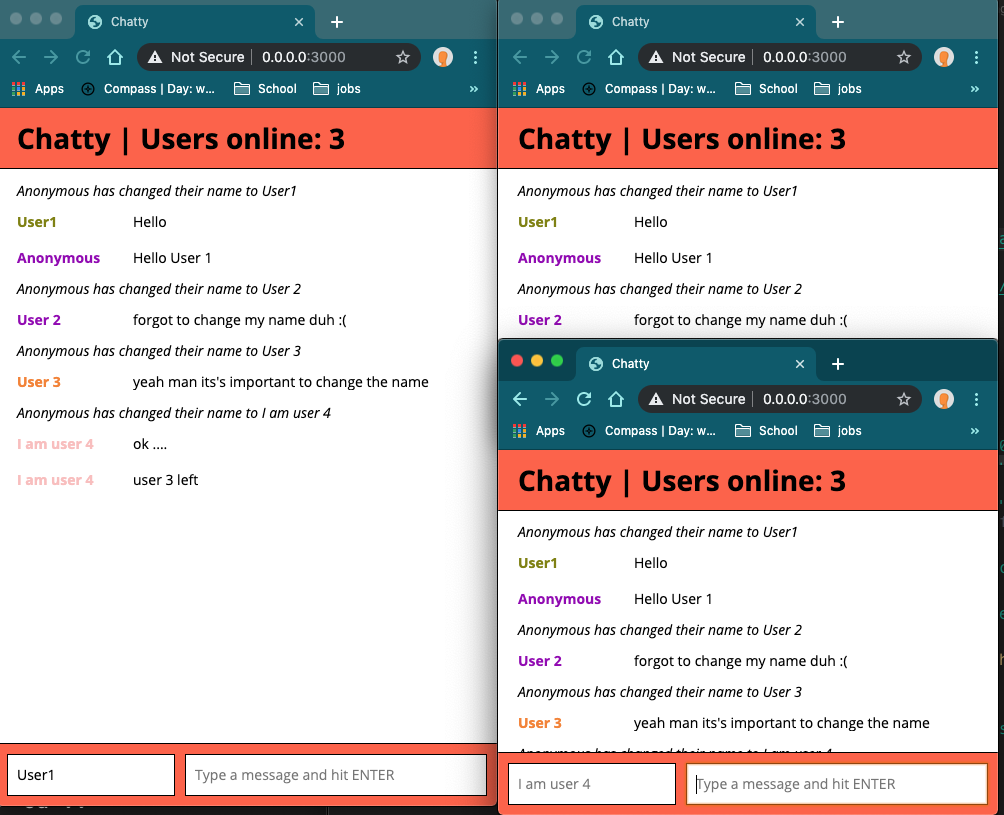 Chatty
Not Secure | 0.0.0.0:3000
Apps Compass | Day: w... School jobs »
Chatty | Users online: 3
Anonymous has changed their name to User1
User1 Hello
Anonymous Hello User 1
Anonymous has changed their name to User 2
User 2 forgot to change my name duh :(
Anonymous has changed their name to User 3
User 3 yeah man its's important to change the name
Anonymous has changed their name to I am user 4
I am user 4 ok ....
I am user 4 user 3 left
User1 Type a message and hit ENTER
Chatty
Not Secure | 0.0.0.0:3000
Apps Compass | Day: w... School jobs »
Chatty | Users online: 3
Anonymous has changed their name to User1
User1 Hello
Anonymous Hello User 1
Anonymous has changed their name to User 2
User 2 forgot to change my name duh :(
Chatty
Not Secure | 0.0.0.0:3000
Apps Compass | Day: w... School jobs »
Chatty | Users online: 3
Anonymous has changed their name to User1
User1 Hello
Anonymous Hello User 1
Anonymous has changed their name to User 2
User 2 forgot to change my name duh :(
Anonymous has changed their name to User 3
User 3 yeah man its's important to change the name
Anonymous has changed their name to I am user 4
I am user 4 Type a message and hit ENTER